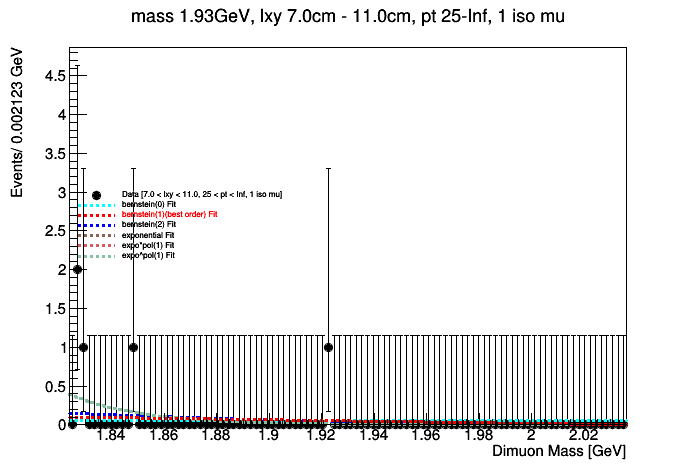 mass 1.93GeV, lxy 7.0cm - 11.0cm, pt 25-Inf, 1 iso mu
Events/ 0.002123 GeV
4.5
4
3.5
3
2.5
2
1.5
1
0.5
0
Data [7.0 < lxy < 11.0, 25 < pt < Inf, 1 iso mu]
bernstein(0) Fit
bernstein(1)(best order) Fit
bernstein(2) Fit
exponential Fit
expo*pol(1) Fit
expo^pol(1) Fit
1.84 1.86 1.88 1.9 1.92 1.94 1.96 1.98 2 2.02
Dimuon Mass [GeV]